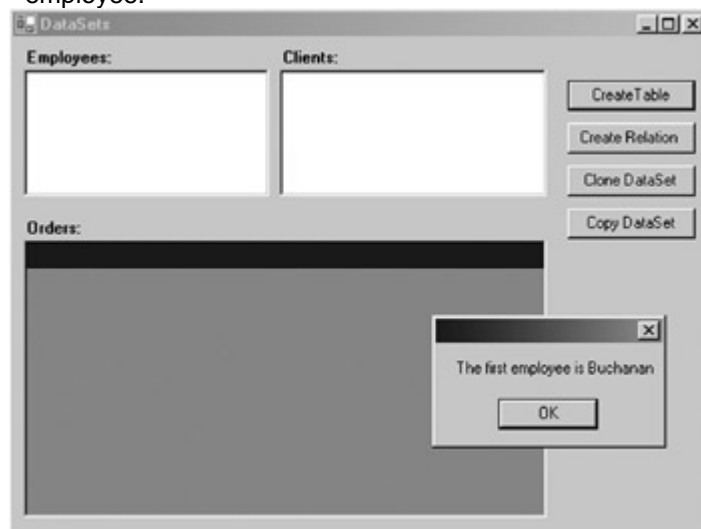 employee.
DataSets
Employees:
Clients:
CreateTable
Create Relation
Clone DataSet
Copy DataSet
Orders:
The first employee is Buchanan
OK